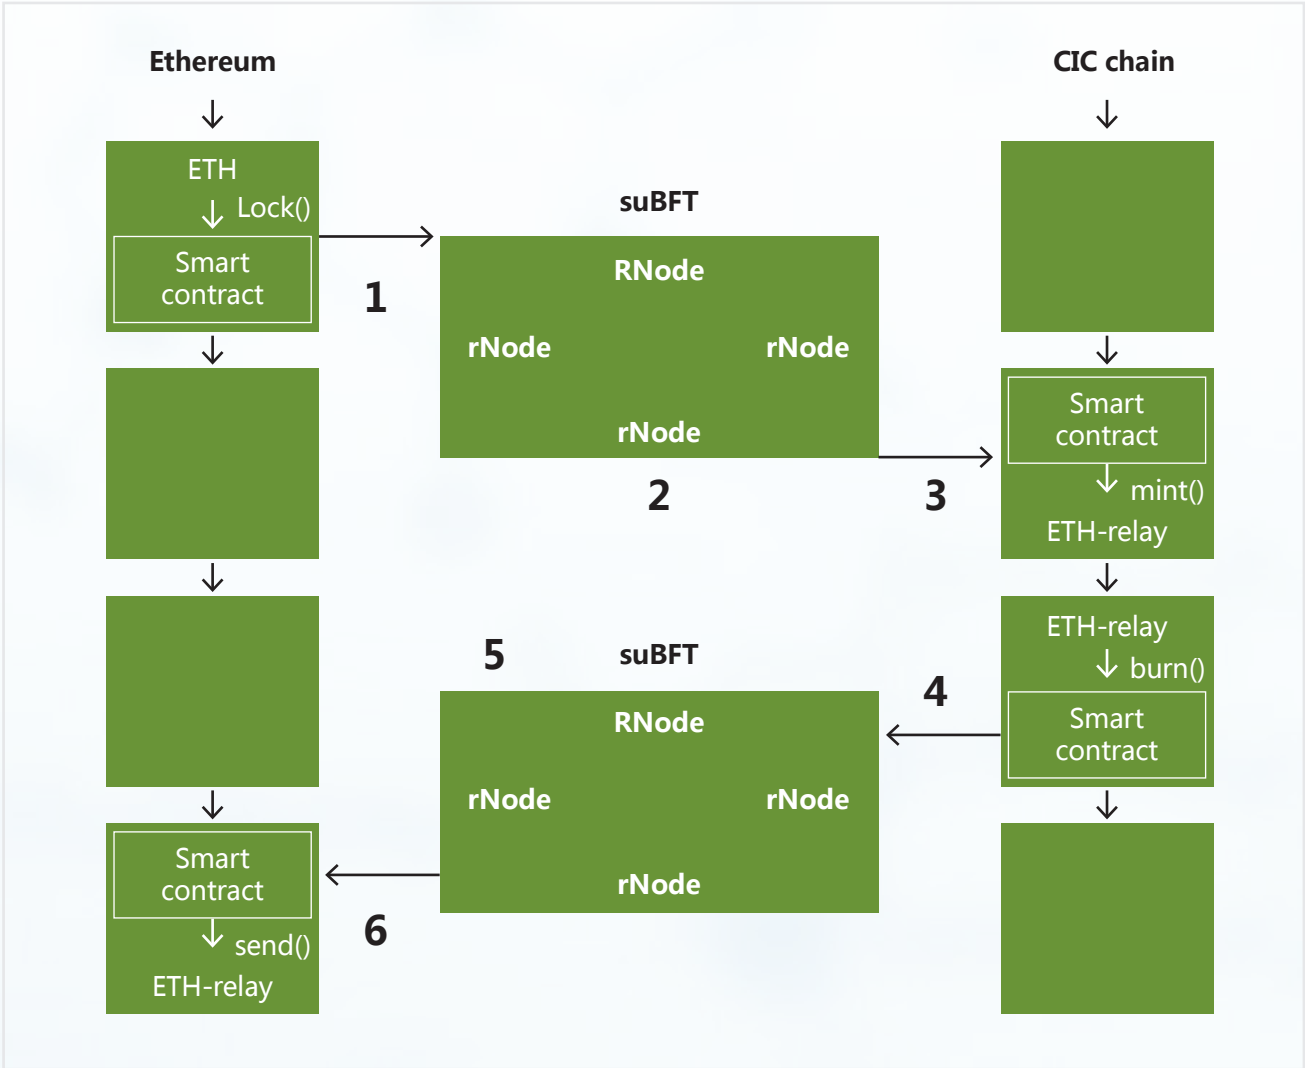 Ethereum
CIC chain
ETH
Lock()
Smart
contract
1
suBFT
RNode
rNode
rNode
rNode
2
3
Smart
contract
mint()
ETH-relay
ETH-relay
burn()
Smart
contract
4
5
suBFT
RNode
rNode
rNode
rNode
6
Smart
contract
send()
ETH-relay